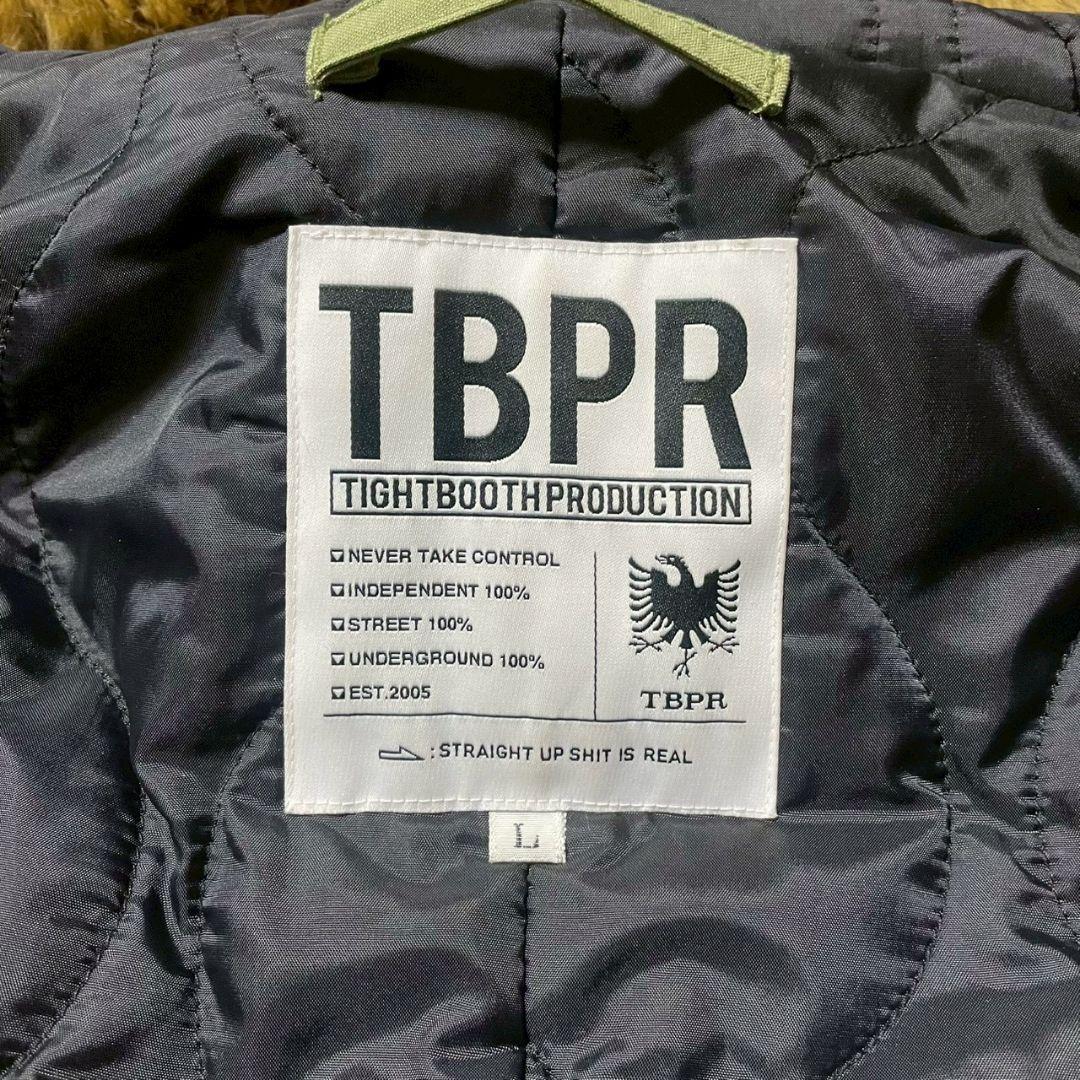 TBPR
TIGHTBOOTHPRODUCTION
☑ NEVER TAKE CONTROL
☑ INDEPENDENT 100%
☑ STREET 100%
☑ UNDERGROUND 100%
☑ EST.2005
TBPR
: STRAIGHT UP SHIT IS REAL
L